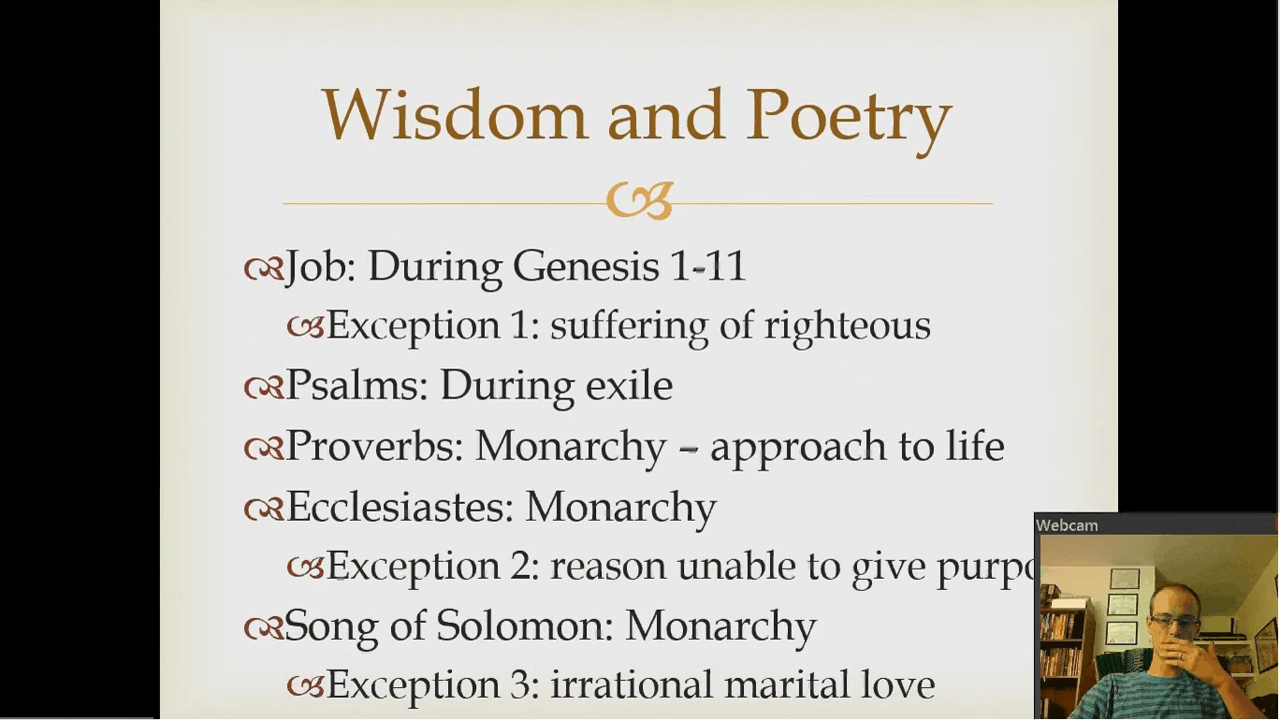 Wisdom and Poetry
Job: During Genesis 1-11
Exception 1: suffering of righteous
Psalms: During exile
Proverbs: Monarchy – approach to life
Ecclesiastes: Monarchy
Exception 2: reason unable to give purpo
Song of Solomon: Monarchy
Exception 3: irrational marital love
Webcam